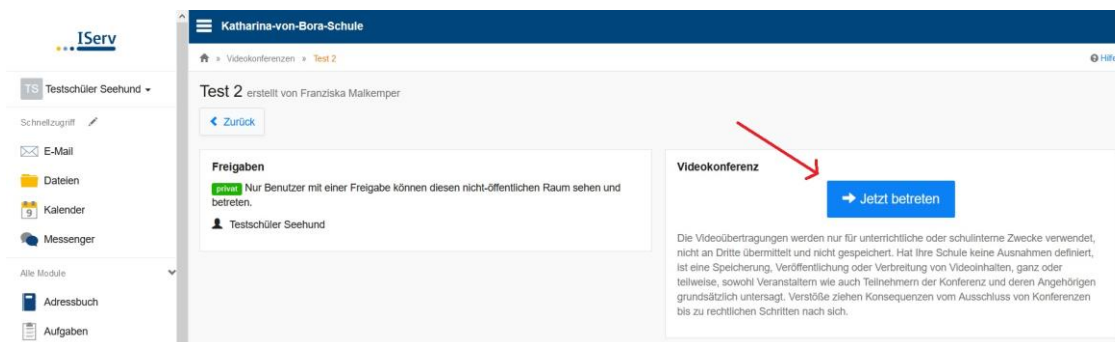 IServ
Testschüler Seehund
TS
Schnellzugriff
E-Mail
Dateien
9
Kalender
Messenger
Alle Module
Adressbuch
Aufgaben
Katharina-von-Bora-Schule
» Videokonferenzen » Test 2
Hilfe
Test 2 erstellt von Franziska Malkemper
Zurück
Freigaben
privat Nur Benutzer mit einer Freigabe können diesen nicht-öffentlichen Raum sehen und
betreten.
Testschüler Seehund
Videokonferenz
Jetzt betreten
Die Videoübertragungen werden nur für unterrichtliche oder schulinterne Zwecke verwendet,
nicht an Dritte übermittelt und nicht gespeichert. Hat Ihre Schule keine Ausnahmen definiert,
ist eine Speicherung, Veröffentlichung oder Verbreitung von Videoinhalten, ganz oder
teilweise, sowohl Veranstaltern wie auch Teilnehmern der Konferenz und deren Angehörigen
grundsätzlich untersagt. Verstöße ziehen Konsequenzen vom Ausschluss von Konferenzen
bis zu rechtlichen Schritten nach sich.